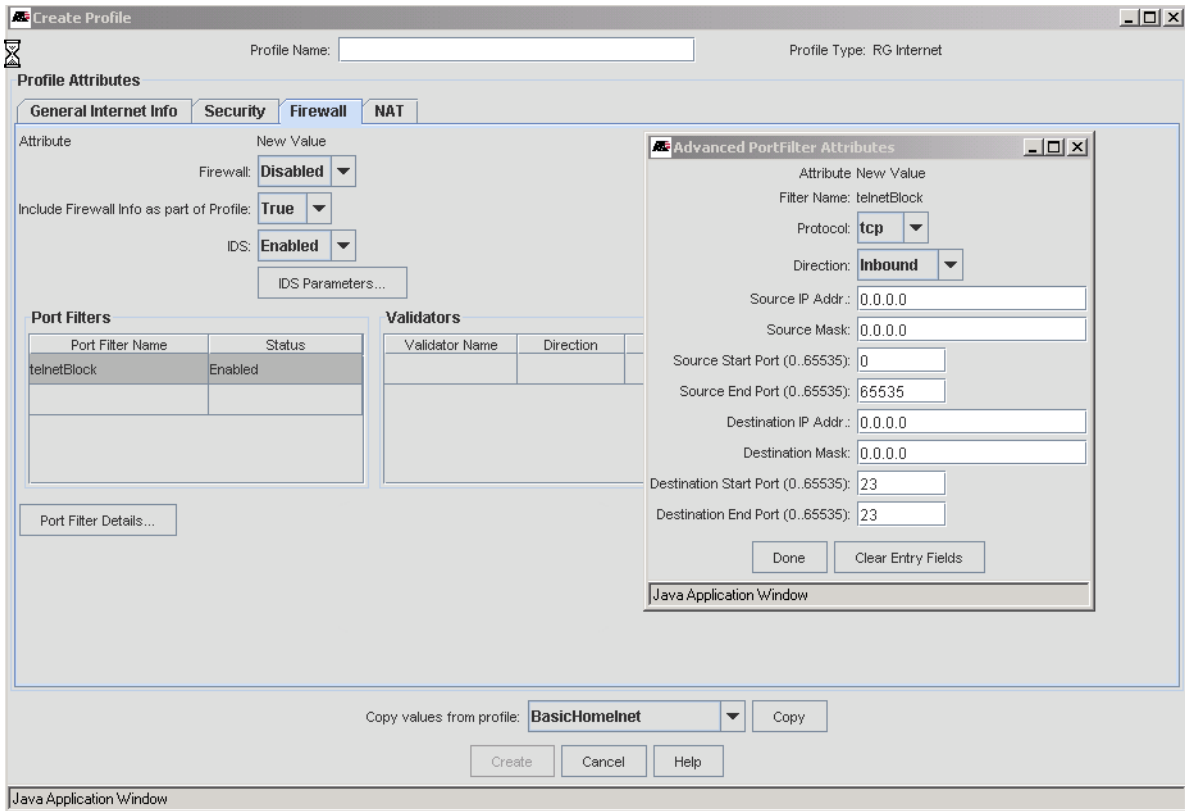 Create Profile
Profile Name:
Profile Type: RG Internet
Profile Attributes
General Internet Info
Security
Firewall
NAT
Attribute
New Value
Firewall: Disabled
Include Firewall Info as part of Profile: True
IDS: Enabled
IDS Parameters...
Port Filters
Port Filter Name
Status
telnetBlock
Enabled
Validators
Validator Name
Direction
Port Filter Details...
Advanced PortFilter Attributes
Attribute New Value
Filter Name: telnetBlock
Protocol: tcp
Direction: Inbound
Source IP Addr.: 0.0.0.0
Source Mask: 0.0.0.0
Source Start Port (0..65535): 0
Source End Port (0..65535): 65535
Destination IP Addr.: 0.0.0.0
Destination Mask: 0.0.0.0
Destination Start Port (0..65535): 23
Destination End Port (0..65535): 23
Done
Clear Entry Fields
Java Application Window
Copy values from profile: BasicHomeInet
Copy
Create
Cancel
Help
Java Application Window